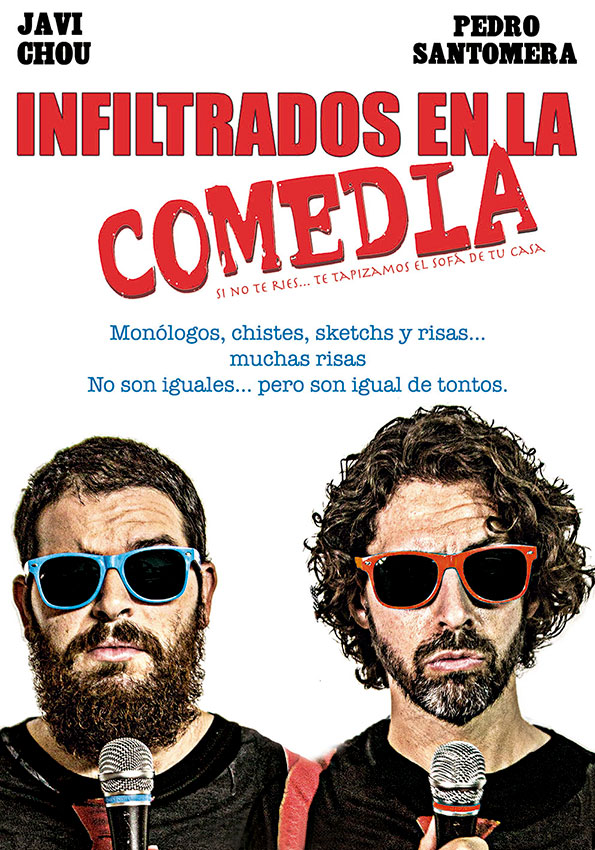 JAVI
CHOU
PEDRO
SANTOMERA
INFILTRADOS EN LA
COMEDIA
SI NO TE RIES... TE TAPIZAMOS EL SOFÁ DE TU CASA
Monólogos, chistes, sketchs y risas...
muchas risas
No son iguales... pero son igual de tontos.